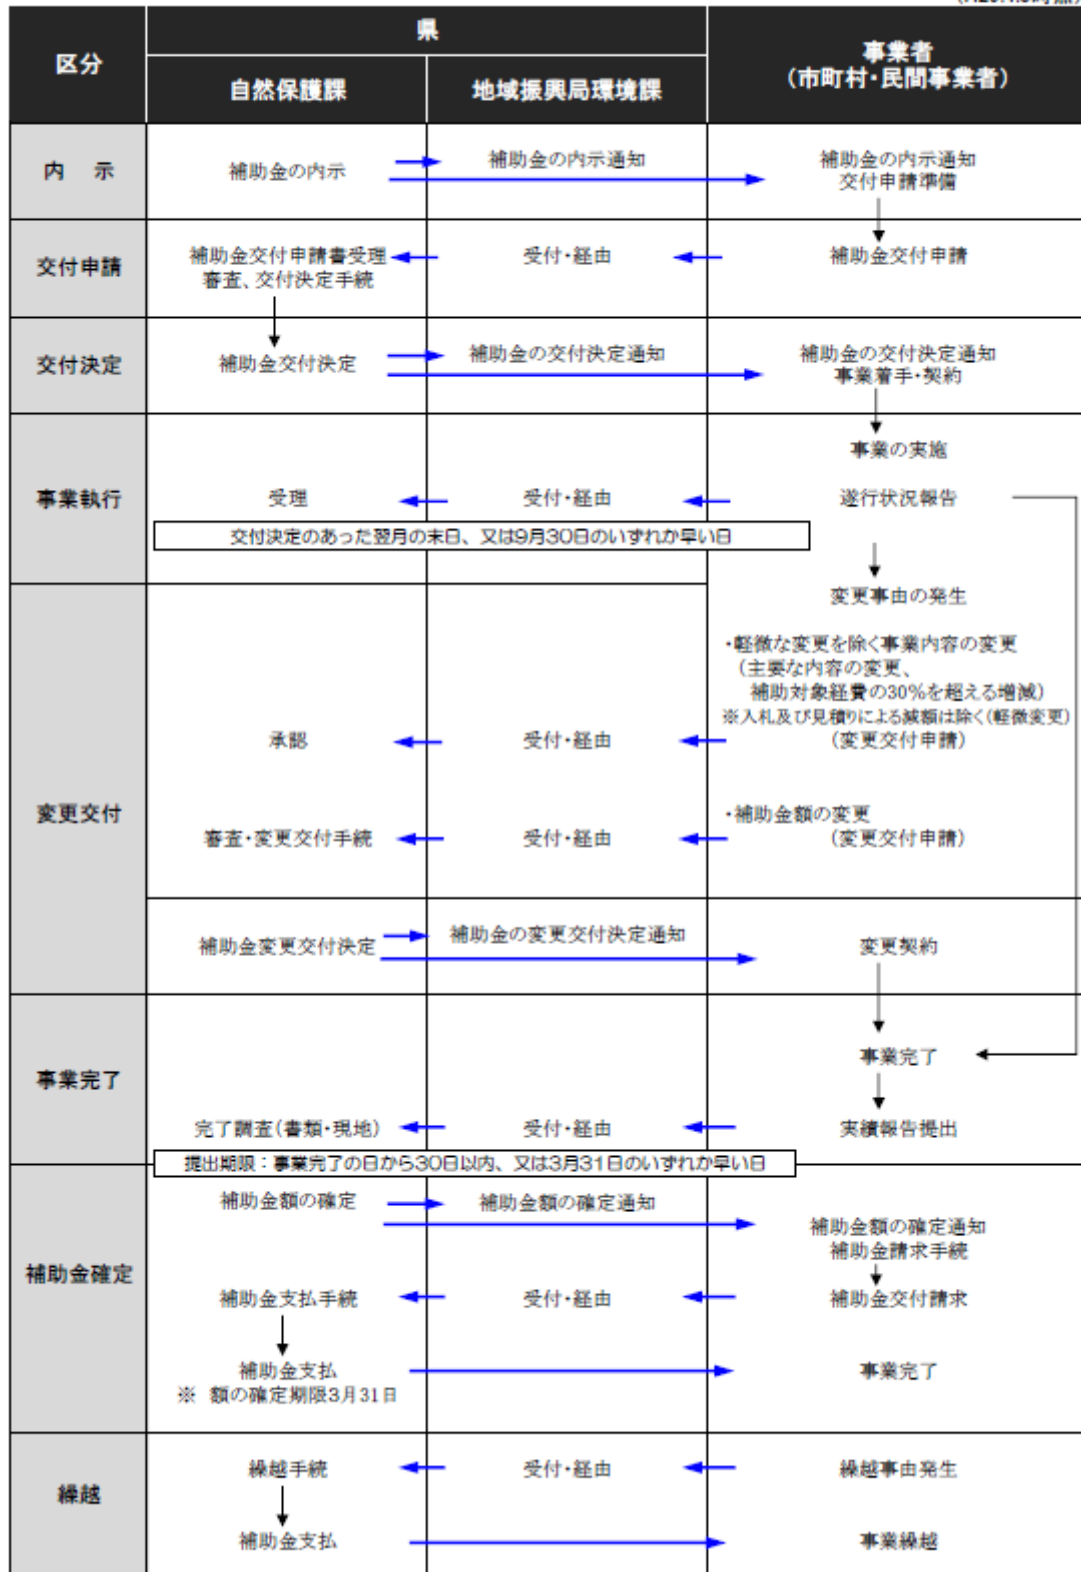 区分
県
事業者
(市町村・民間事業者)
自然保護課
地域振興局環境課
内 示
補助金の内示
補助金の内示通知
補助金の内示通知
交付申請準備
交付申請
補助金交付申請書受理
審査、交付決定手続
受付・経由
補助金交付申請
交付決定
補助金交付決定
補助金の交付決定通知
補助金の交付決定通知
事業着手・契約
事業の実施
事業執行
受理
受付・経由
遂行状況報告
交付決定のあった翌月の末日、又は9月30日のいずれか早い日
変更事由の発生
・軽微な変更を除く事業内容の変更
(主要な内容の変更、
補助対象経費の30%を超える増減)
※入札及び見積りによる減額は除く(軽微変更)
承認
受付・経由
(変更交付申請)
変更交付
・補助金額の変更
審査・変更交付手続
受付・経由
(変更交付申請)
補助金変更交付決定
補助金の変更交付決定通知
変更契約
事業完了
事業完了
完了調査(書類・現地)
受付・経由
実績報告提出
提出期限:事業完了の日から30日以内、又は3月31日のいずれか早い日
補助金額の確定
補助金額の確定通知
補助金額の確定通知
補助金請求手続
補助金確定
補助金支払手続
受付・経由
補助金交付請求
補助金支払
事業完了
※ 額の確定期限3月31日
繰越
繰越手続
受付・経由
繰越事由発生
補助金支払
事業繰越